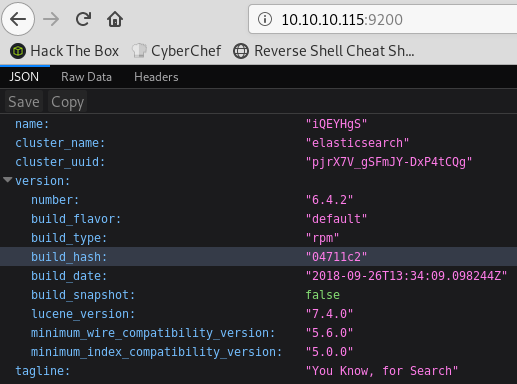 10.10.10.115:9200
Hack The Box CyberChef Reverse Shell Cheat Sh...
JSON Raw Data Headers
Save Copy
name: "iQEYHgS"
cluster_name: "elasticsearch"
cluster_uuid: "pjrX7V_gSFmJY-DxP4tCQg"
version:
number: "6.4.2"
build_flavor: "default"
build_type: "rpm"
build_hash: "04711c2"
build_date: "2018-09-26T13:34:09.098244Z"
build_snapshot: false
lucene_version: "7.4.0"
minimum_wire_compatibility_version: "5.6.0"
minimum_index_compatibility_version: "5.0.0"
tagline: "You Know, for Search"